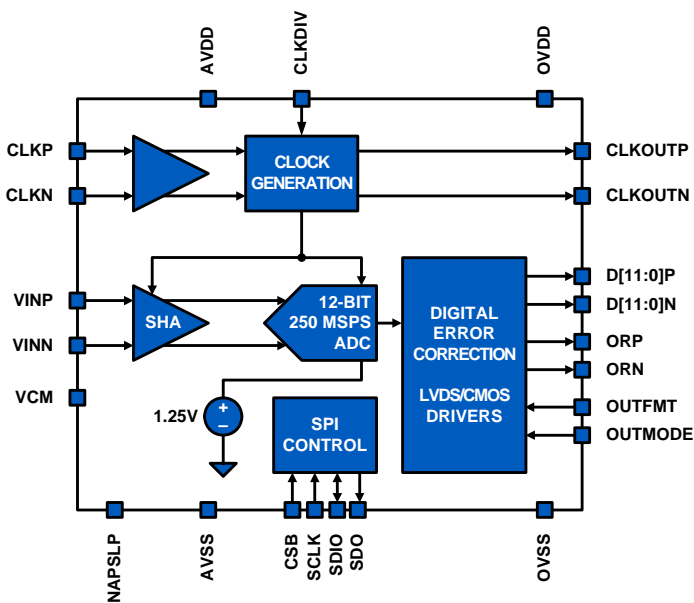 AVDD
CLKDIV
OVDD
CLKP
CLKN
CLOCK
GENERATION
CLKOUTP
CLKOUTN
VINP
VINN
VCM
SHA
12-BIT
250 MSPS
ADC
1.25V
+
–
DIGITAL
ERROR
CORRECTION
LVDS/CMOS
DRIVERS
D[11:0]P
D[11:0]N
ORP
ORN
OUTFMT
OUTMODE
SPI
CONTROL
NAPSLP
AVSS
CSB
SCLK
SDIO
SDO
OVSS